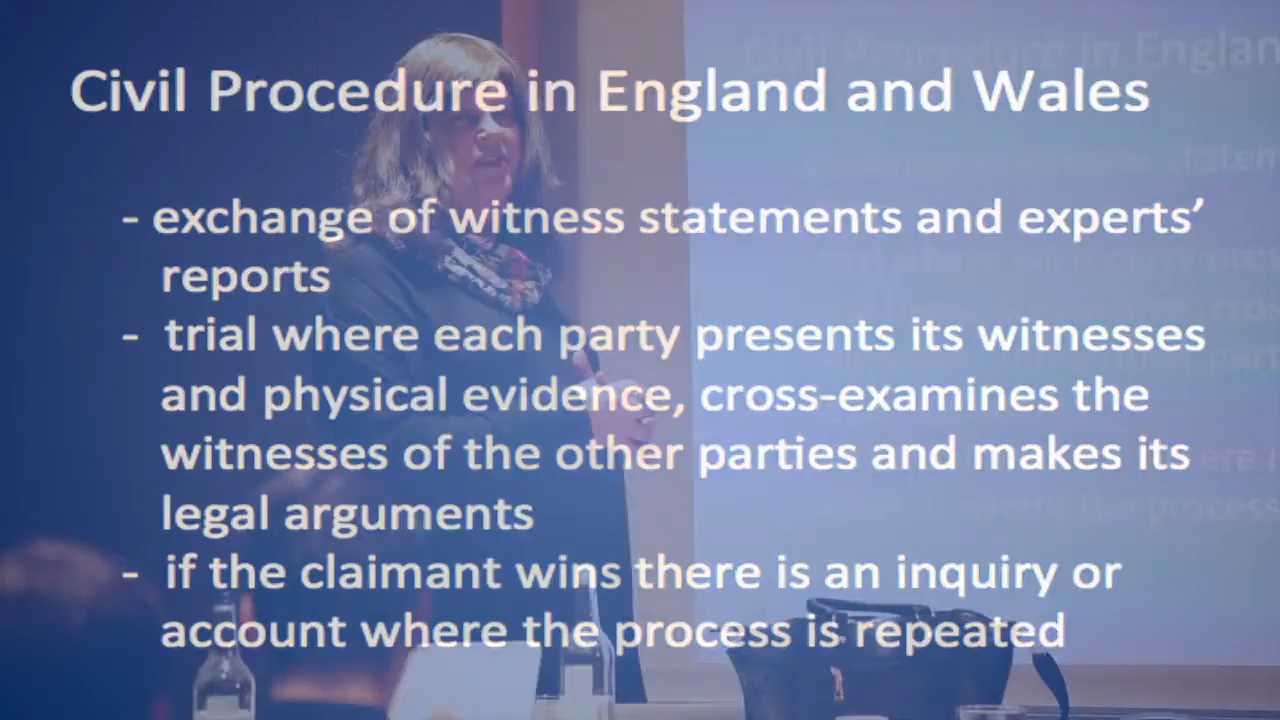 Civil Procedure in England and Wales
- exchange of witness statements and experts’
reports
- trial where each party presents its witnesses
and physical evidence, cross-examines the
witnesses of the other parties and makes its
legal arguments
- if the claimant wins there is an inquiry or
account where the process is repeated